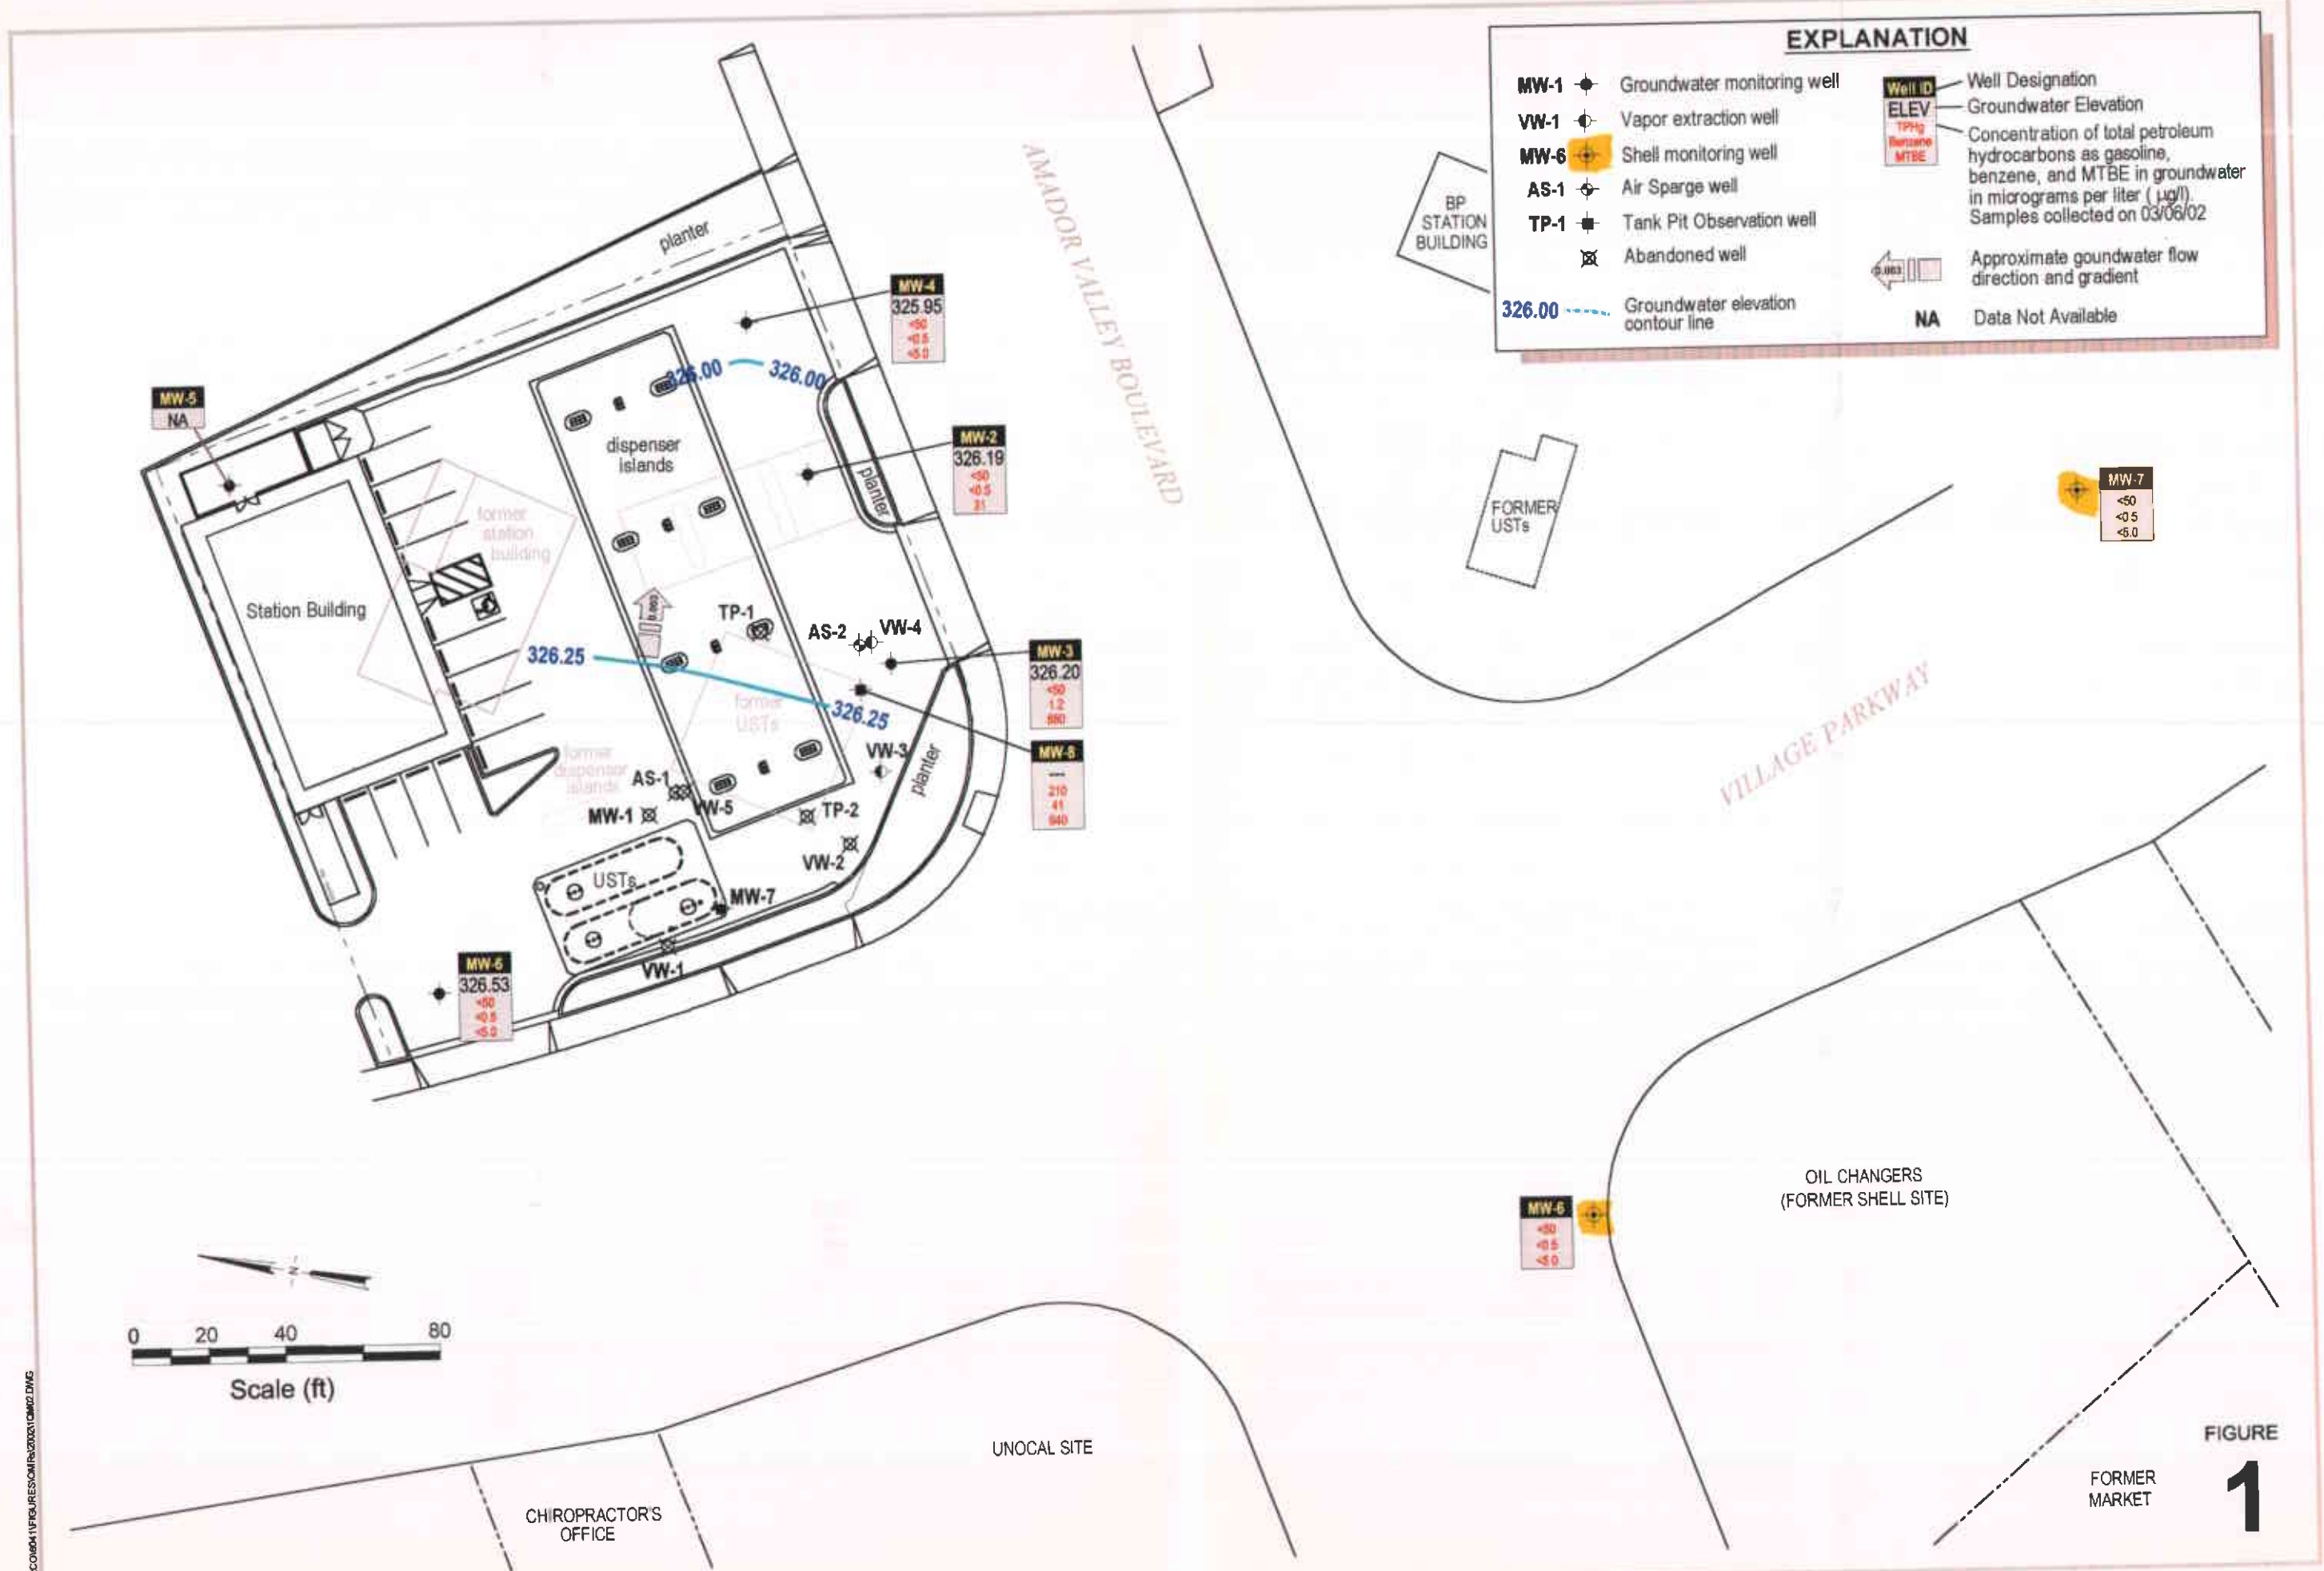 EXPLANATION
MW-1 Groundwater monitoring well
VW-1 Vapor extraction well
MW-6 Shell monitoring well
AS-1 Air Sparge well
TP-1 Tank Pit Observation well
Abandoned well
326.00 Groundwater elevation
contour line
Well ID
ELEV
TPHg
Benzene
MTBE
Well Designation
Groundwater Elevation
Concentration of total petroleum
hydrocarbons as gasoline,
benzene, and MTBE in groundwater
in micrograms per liter ( µg/l).
Samples collected on 03/06/02
0.003
Approximate goundwater flow
direction and gradient
NA Data Not Available
AMADOR VALLEY BOULEVARD
BP
STATION
BUILDING
planter
MW-4
325.95
<50
<0.5
<5.0
326.00
326.00
MW-5
NA
dispenser
islands
MW-2
326.19
<50
<0.5
31
planter
former
station
building
FORMER
USTs
MW-7
<50
<0.5
<5.0
Station Building
0.003
TP-1
AS-2
VW-4
326.25
326.25
MW-3
326.20
<50
1.2
880
former
USTs
MW-8
---
210
41
940
VILLAGE PARKWAY
former
dispensor
islands
AS-1
VW-5
VW-3
planter
MW-1
TP-2
VW-2
USTs
MW-7
VW-1
MW-6
326.53
<50
<0.5
<5.0
OIL CHANGERS
(FORMER SHELL SITE)
MW-6
<50
<0.5
<5.0
N
0 20 40 80
Scale (ft)
UNOCAL SITE
CHIROPRACTOR'S
OFFICE
FORMER
MARKET
FIGURE
1